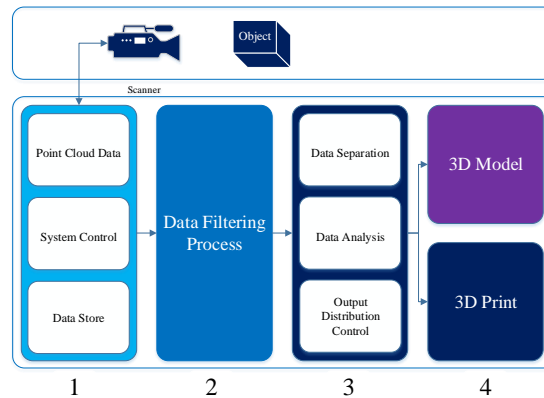 Object
Scanner
Point Cloud Data
System Control
Data Store
Data Filtering
Process
Data Separation
Data Analysis
Output
Distribution
Control
3D Model
3D Print
1
2
3
4